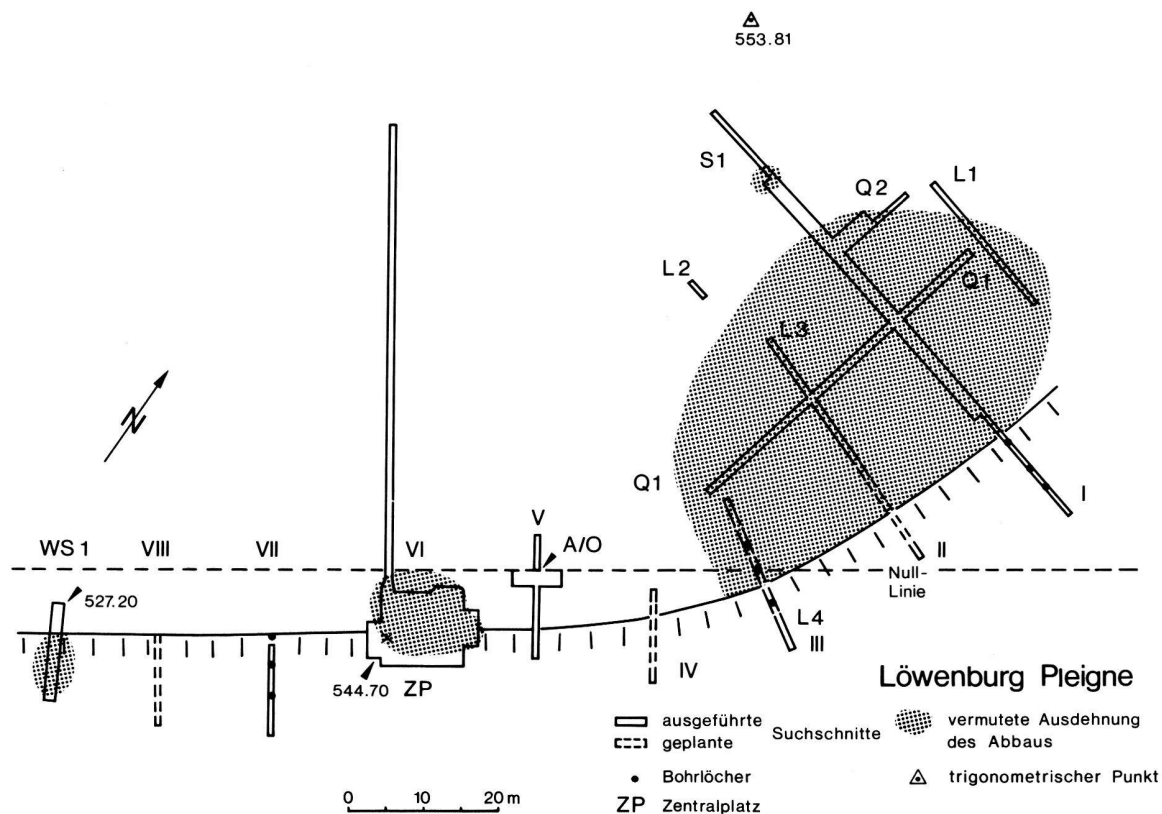 553.81
S1
Q2
L1
L2
Q1
L3
N
Q1
I
V
WS1
VIII
VII
VI
A/O
II
527.20
Null-
Linie
L4
III
544.70
ZP
IV
Löwenburg Pleigne
ausgeführte
geplante
Suchschnitte
vermutete Ausdehnung
des Abbaus
Bohrlöcher
trigonometrischer Punkt
ZP Zentralplatz
0 10 20 m